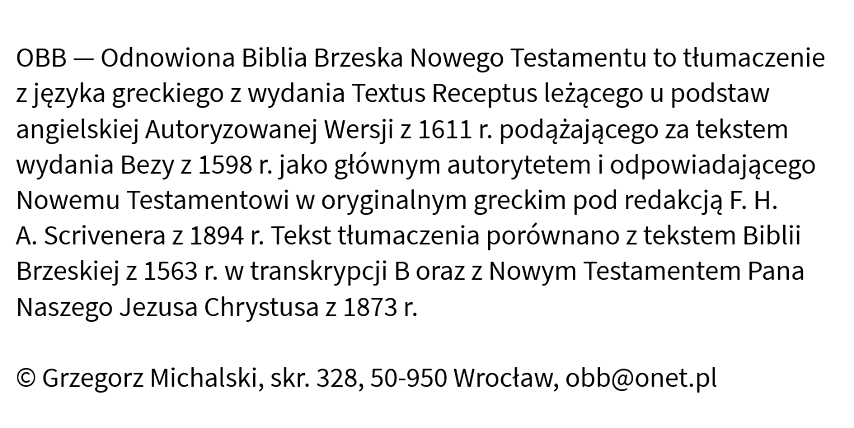 OBB — Odnowiona Biblia Brzeska Nowego Testamentu to tłumaczenie
z języka greckiego z wydania Textus Receptus leżącego u podstaw
angielskiej Autoryzowanej Wersji z 1611 r. podążającego za tekstem
wydania Bezy z 1598 r. jako głównym autorytetem i odpowiadającego
Nowemu Testamentowi w oryginalnym greckim pod redakcją F. H.
A. Scrivenera z 1894 r. Tekst tłumaczenia porównano z tekstem Biblii
Brzeskiej z 1563 r. w transkrypcji B oraz z Nowym Testamentem Pana
Naszego Jezusa Chrystusa z 1873 r.
© Grzegorz Michalski, skr. 328, 50-950 Wrocław, obb@onet.pl